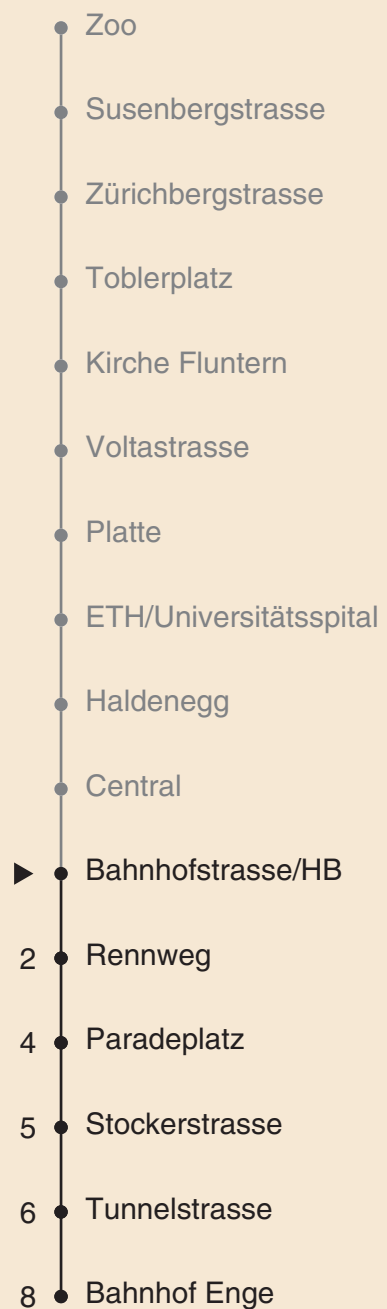 Zoo
Susenbergstrasse
Zürichbergstrasse
Toblerplatz
Kirche Fluntern
Voltastrasse
Platte
ETH/Universitätsspital
Haldenegg
Central
Bahnhofstrasse/HB
2 Rennweg
4 Paradeplatz
5 Stockerstrasse
6 Tunnelstrasse
8 Bahnhof Enge